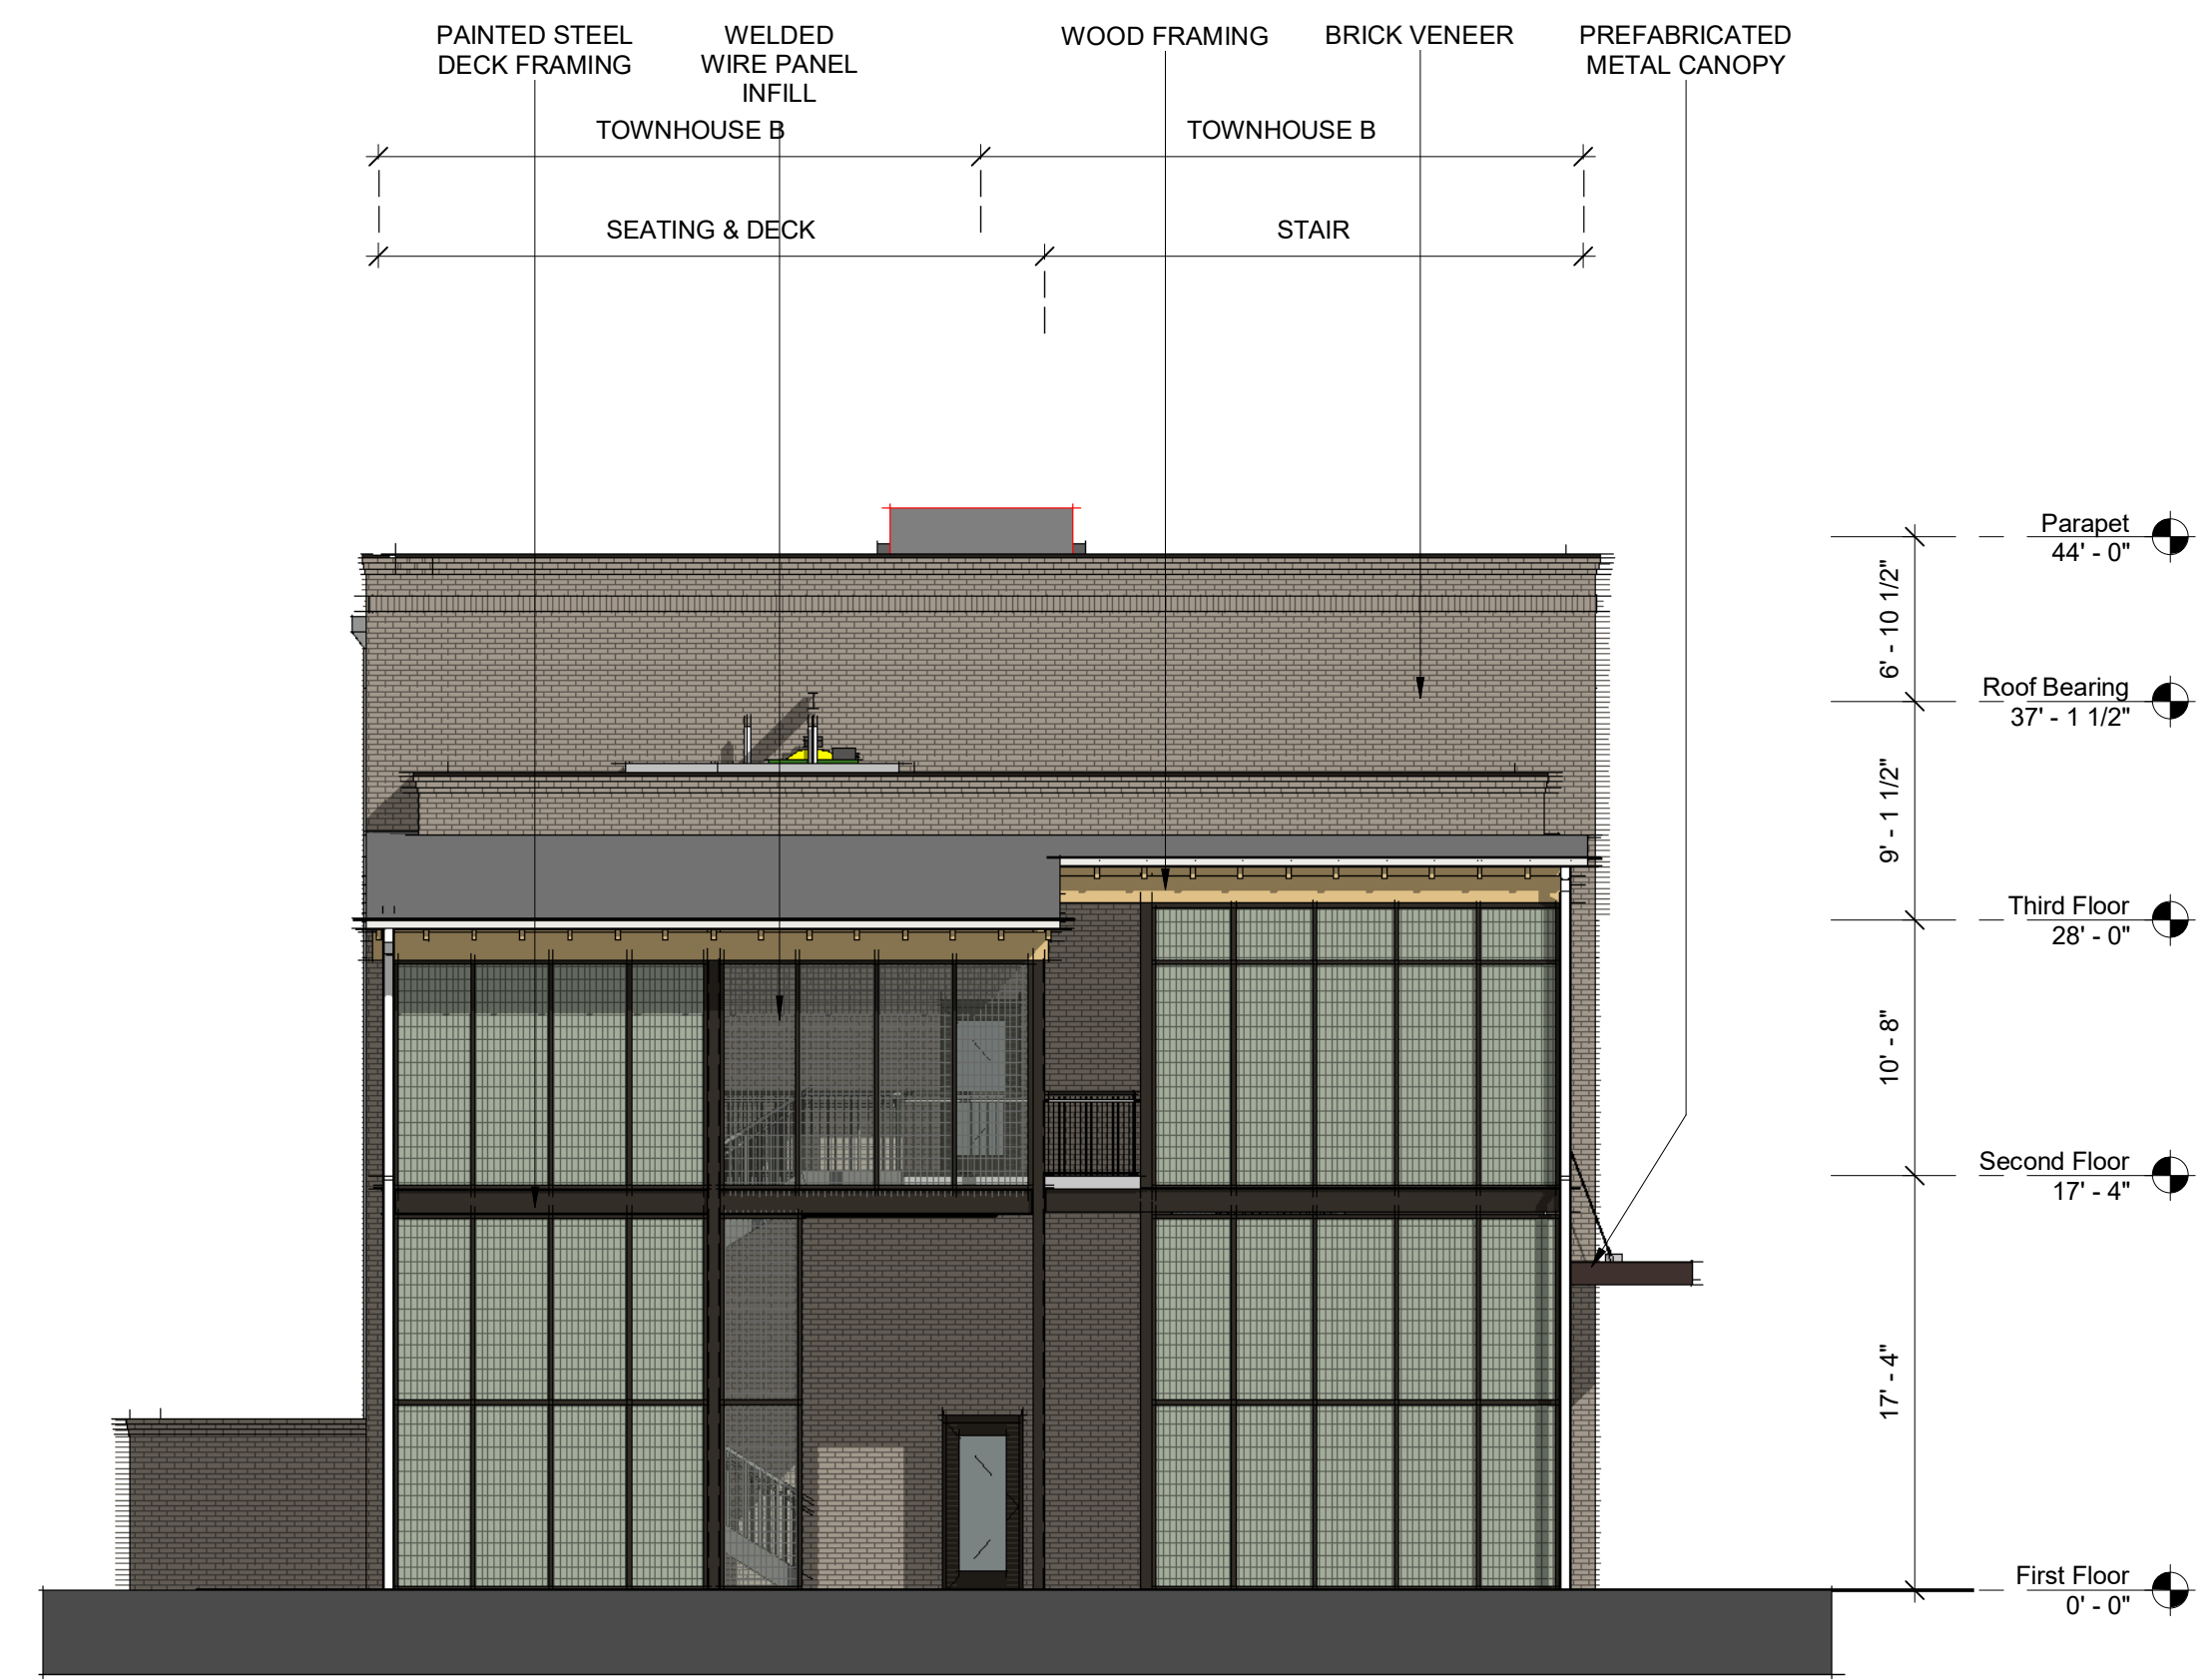 PAINTED STEEL
DECK FRAMING
WELDED
WIRE PANEL
INFILL
WOOD FRAMING
BRICK VENEER
PREFABRICATED
METAL CANOPY
TOWNHOUSE B
TOWNHOUSE B
SEATING & DECK
STAIR
Parapet
44' - 0"
6' - 10 1/2"
Roof Bearing
37' - 1 1/2"
9' - 1 1/2"
Third Floor
28' - 0"
10' - 8"
Second Floor
17' - 4"
17' - 4"
First Floor
0' - 0"